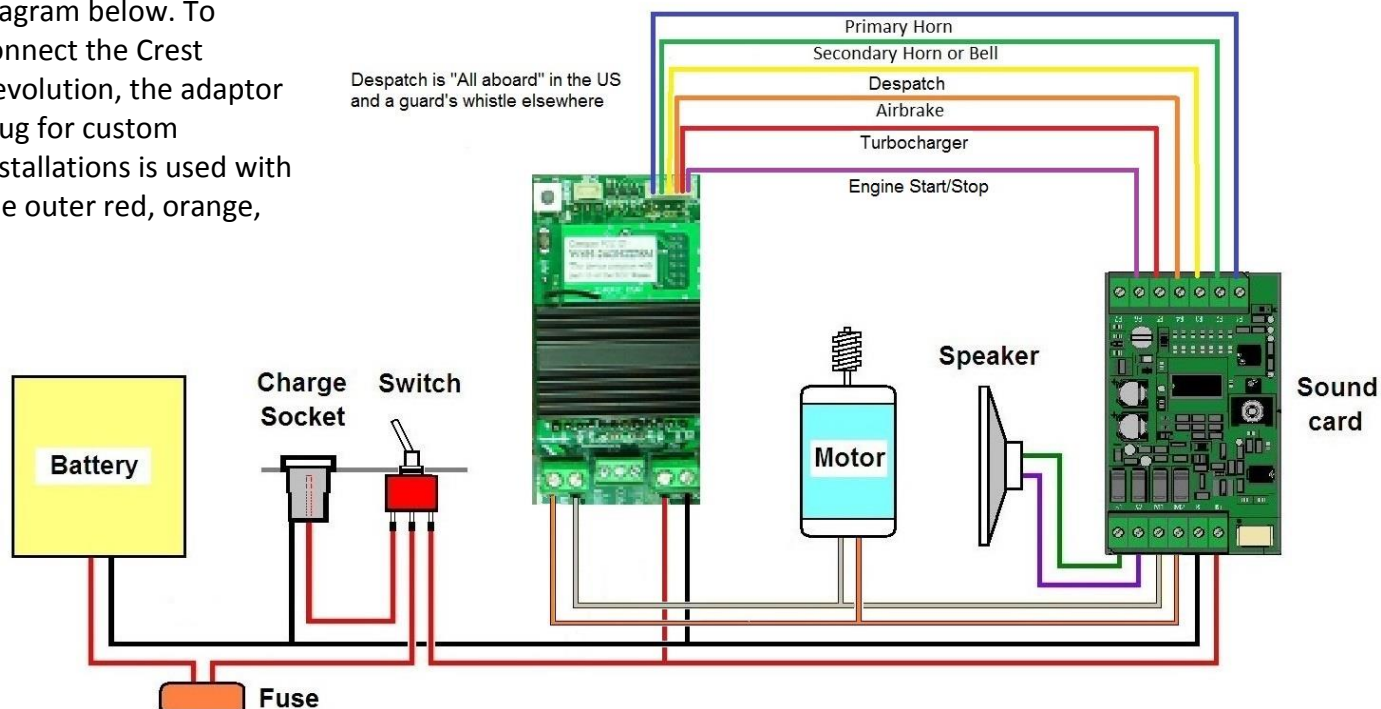 agram below. To
onnect the Crest
evolution, the adaptor
ug for custom
stallations is used with
e outer red, orange,
Despatch is "All aboard" in the US
and a guard's whistle elsewhere
Primary Horn
Secondary Horn or Bell
Despatch
Airbrake
Turbocharger
Engine Start/Stop
Battery
Charge
Socket
Switch
Motor
Speaker
Sound
card
Fuse